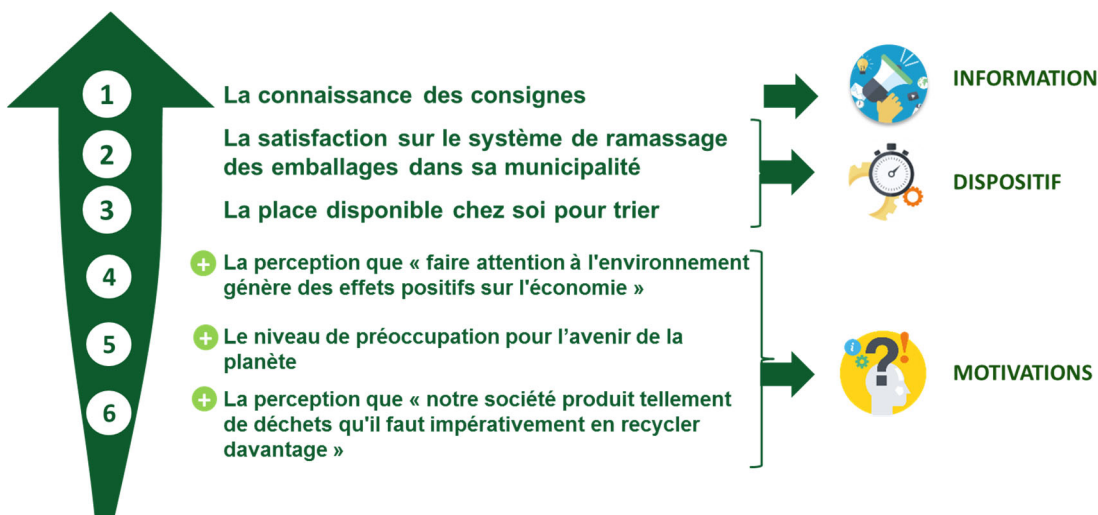 1
La connaissance des consignes
INFORMATION
2
La satisfaction sur le système de ramassage
des emballages dans sa municipalité
DISPOSITIF
3
La place disponible chez soi pour trier
4
+ La perception que « faire attention à l'environnement
génère des effets positifs sur l'économie »
5
+ Le niveau de préoccupation pour l’avenir de la
planète
MOTIVATIONS
6
+ La perception que « notre société produit tellement
de déchets qu'il faut impérativement en recycler
davantage »